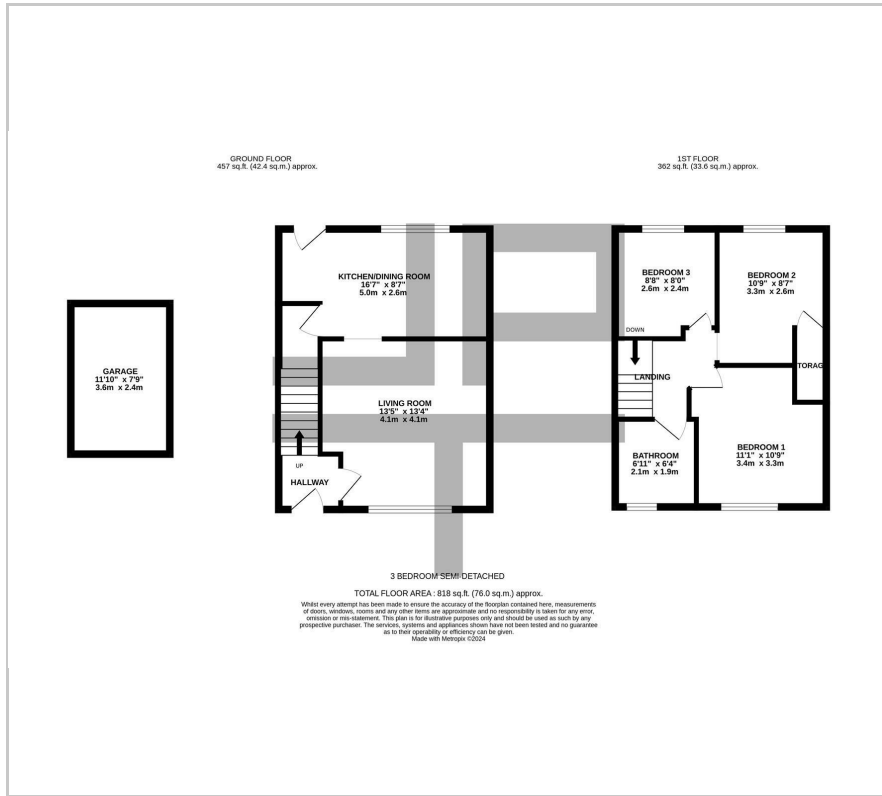 GROUND FLOOR
457 sq.ft. (42.4 sq.m.) approx.
1ST FLOOR
362 sq.ft. (33.6 sq.m.) approx.
KITCHEN/DINING ROOM
16'7" x 8'7"
5.0m x 2.6m
BEDROOM 3
8'8" x 8'0"
2.6m x 2.4m
BEDROOM 2
10'9" x 8'7"
3.3m x 2.6m
DOWN
GARAGE
11'10" x 7'9"
3.6m x 2.4m
LANDING
TORAG
LIVING ROOM
13'5" x 13'4"
4.1m x 4.1m
UP
HALLWAY
BATHROOM
6'11" x 6'4"
2.1m x 1.9m
BEDROOM 1
11'1" x 10'9"
3.4m x 3.3m
3 BEDROOM SEMI-DETACHED
TOTAL FLOOR AREA : 818 sq.ft. (76.0 sq.m.) approx.
Whilst every attempt has been made to ensure the accuracy of the floorplan contained here, measurements
of doors, windows, rooms and any other items are approximate and no responsibility is taken for any error,
omission or mis-statement. This plan is for illustrative purposes only and should be used as such by any
prospective purchaser. The services, systems and appliances shown have not been tested and no guarantee
as to their operability or efficiency can be given.
Made with Metropix ©2024